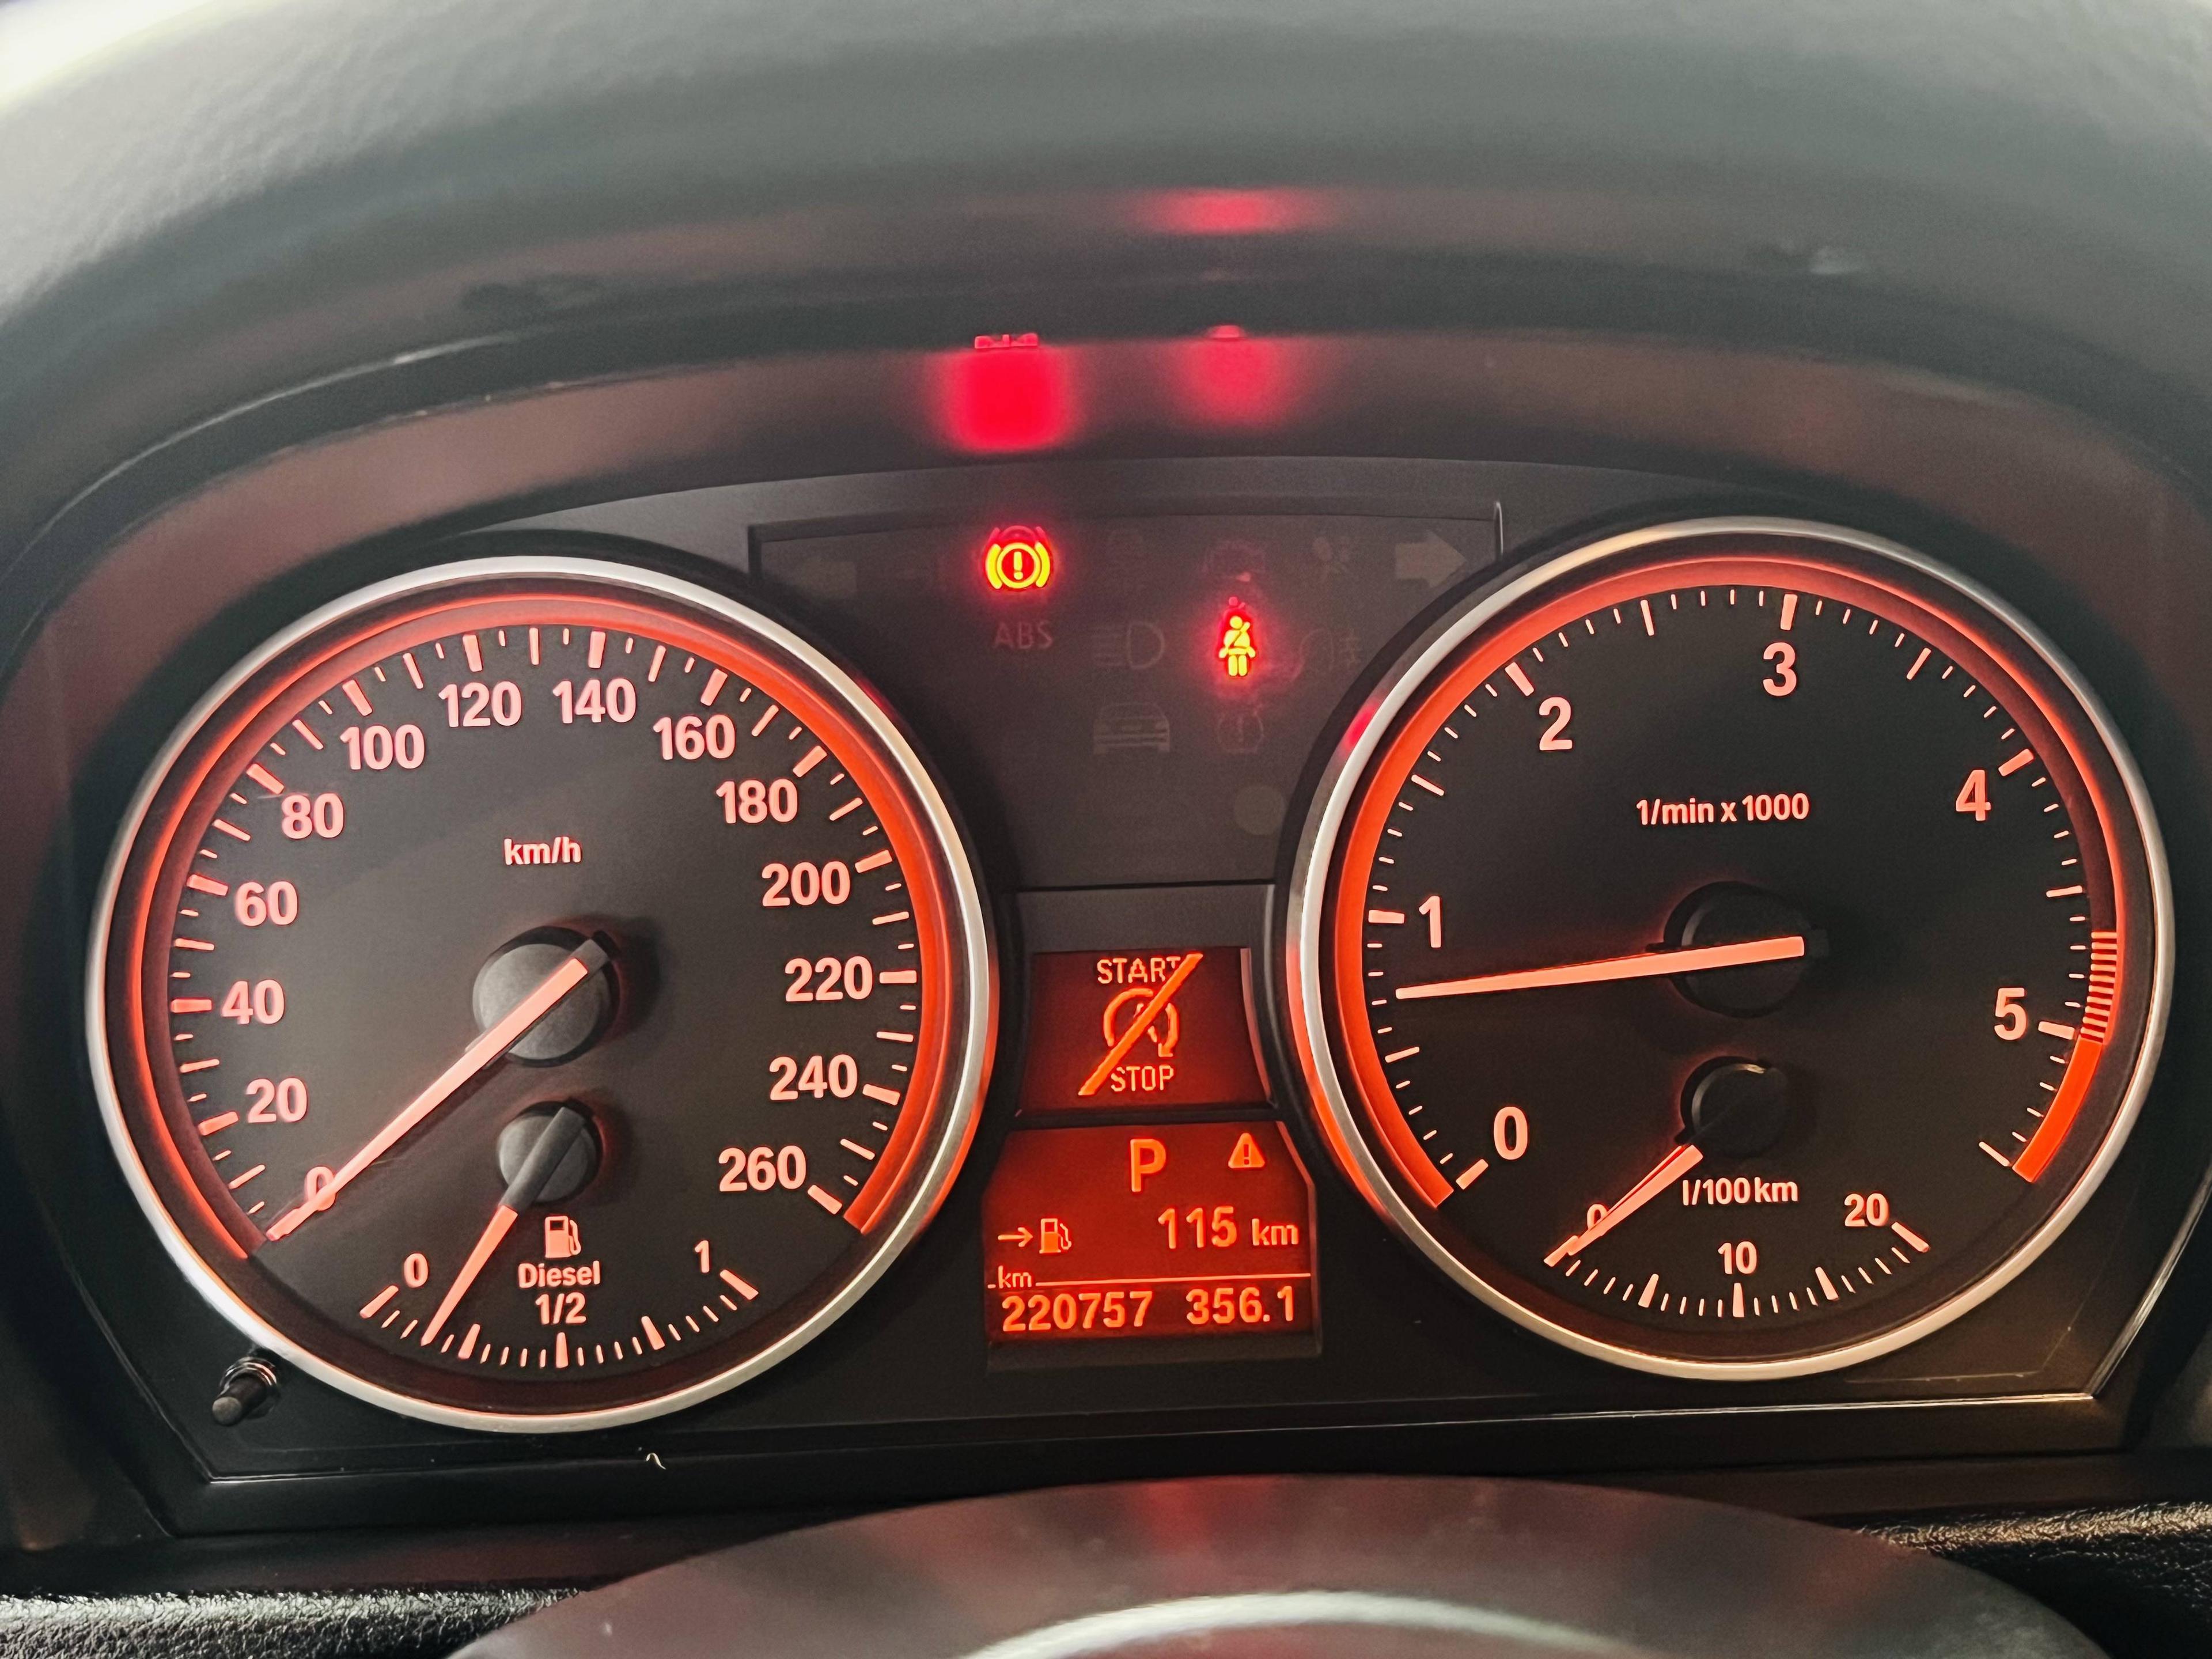 ABS
120 140
100 160
80 180
km/h
60 200
40 220
20 240
0 260
0 Diesel 1
1/2
START
A
STOP
P
115 km
km
220757 356.1
3
2
4
1/min x 1000
1
5
0
l/100km
0 10 20